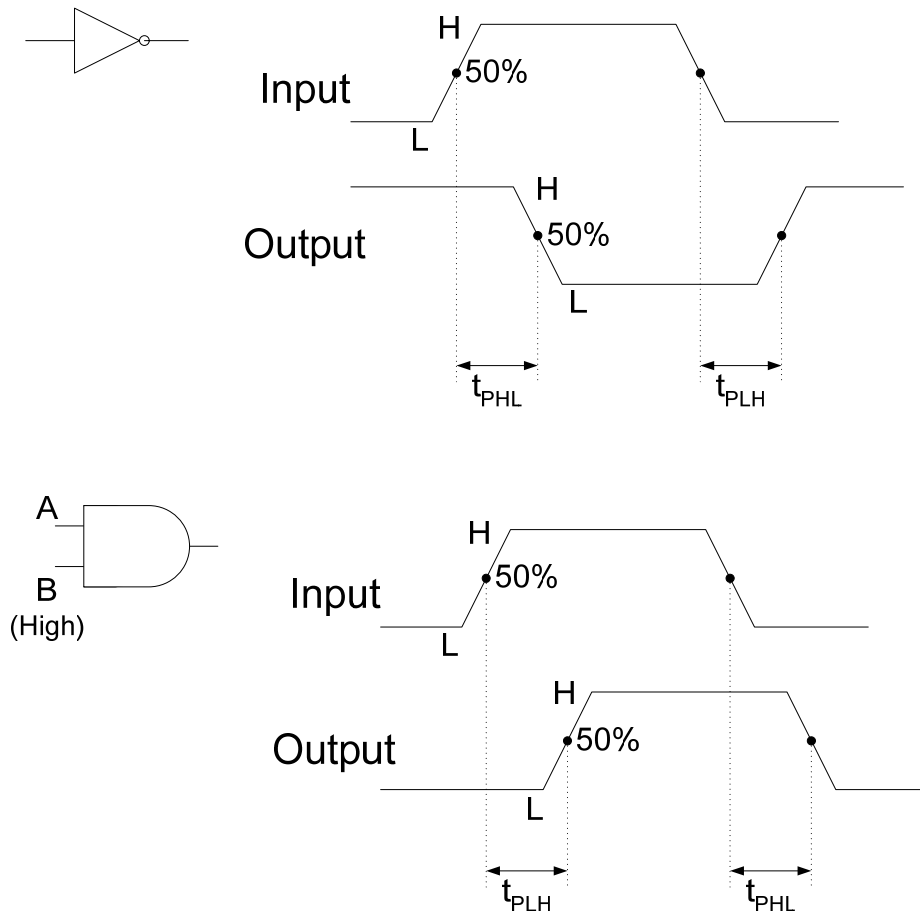 H
50%
Input
L
H
50%
Output
L
tPHL
tPLH
A
B
(High)
H
50%
Input
L
H
50%
Output
L
tPLH
tPHL